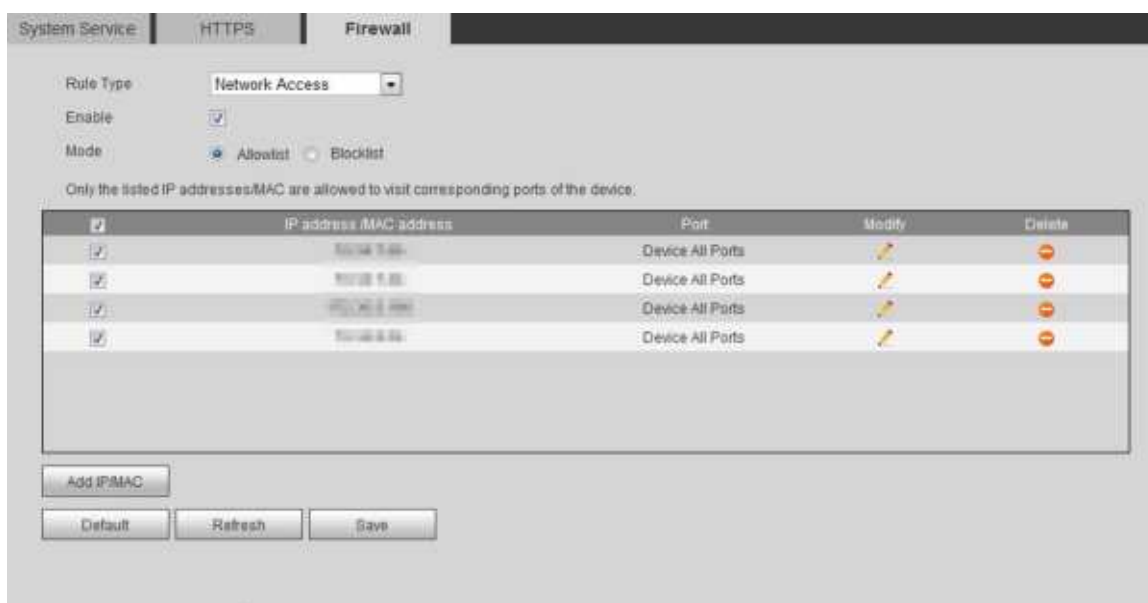 System Service HTTPS Firewall
Rule Type Network Access
Enable
Mode Allowlist Blocklist
Only the listed IP addresses/MAC are allowed to visit corresponding ports of the device.
IP address /MAC address Port Modify Delete
Device All Ports
Device All Ports
Device All Ports
Device All Ports
Add IP/MAC
Default Refresh Save